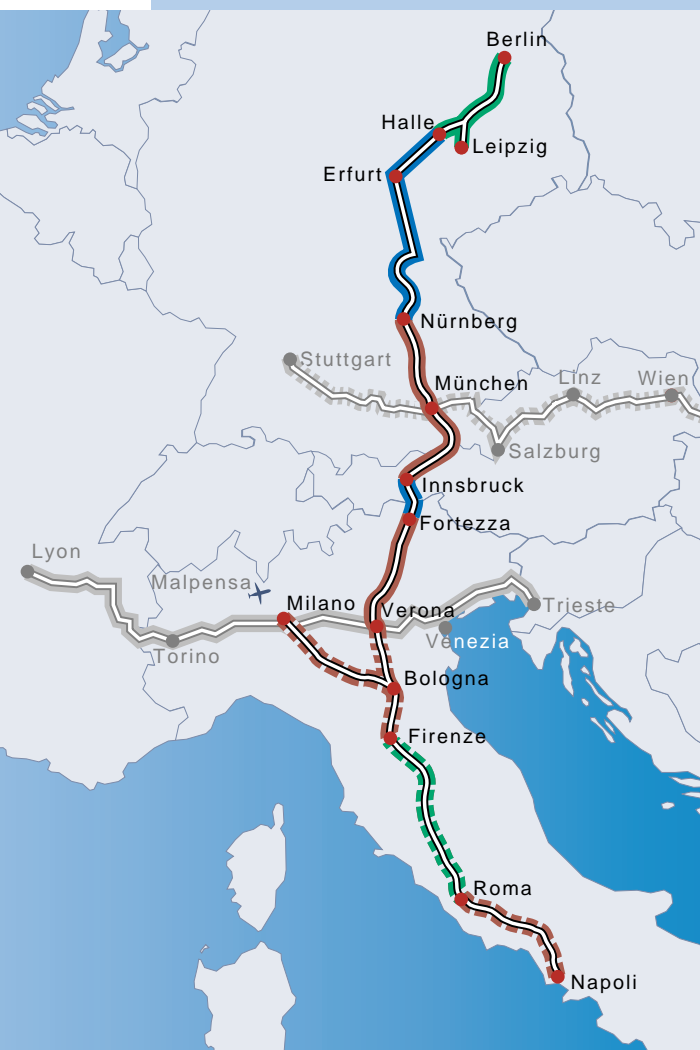 Berlin
Halle
Leipzig
Erfurt
Nürnberg
Stuttgart
München
Linz
Wien
Salzburg
Innsbruck
Fortezza
Lyon
Malpensa
Milano
Verona
Trieste
Venezia
Torino
Bologna
Firenze
Roma
Napoli